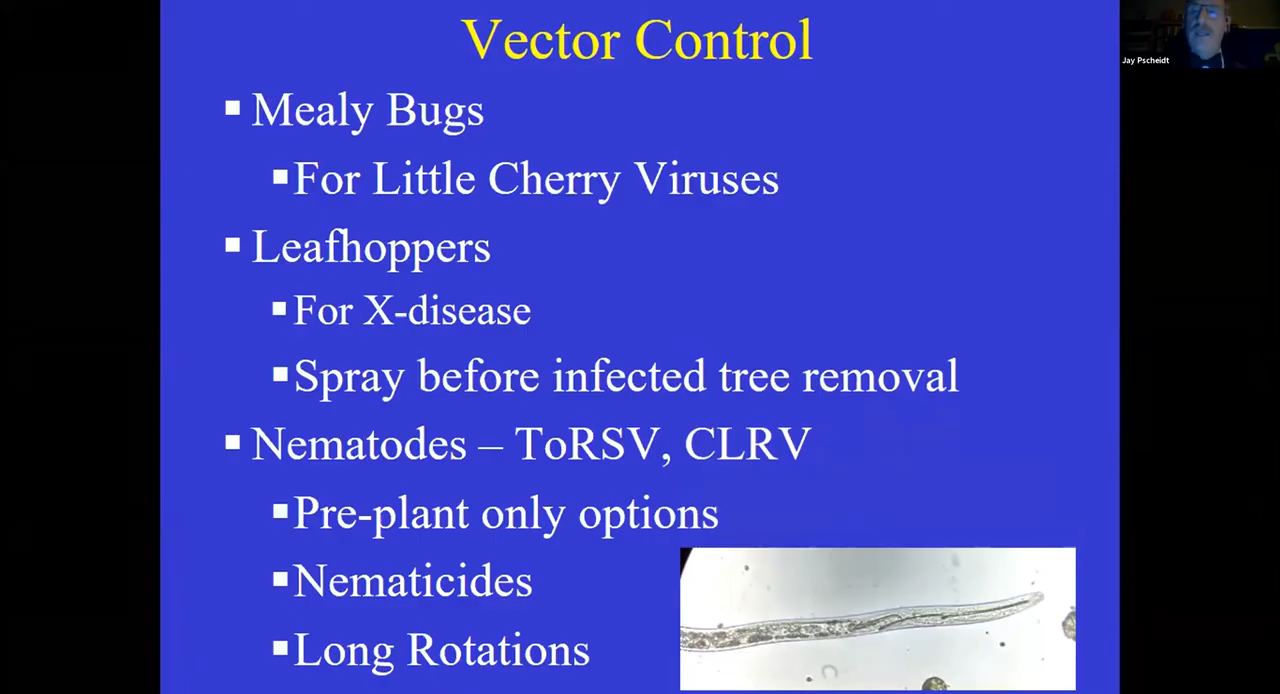 Vector Control
Jay Pscheidt
▪ Mealy Bugs
▪ For Little Cherry Viruses
▪ Leafhoppers
▪ For X-disease
▪ Spray before infected tree removal
▪ Nematodes – ToRSV, CLRV
▪ Pre-plant only options
▪ Nematicides
▪ Long Rotations